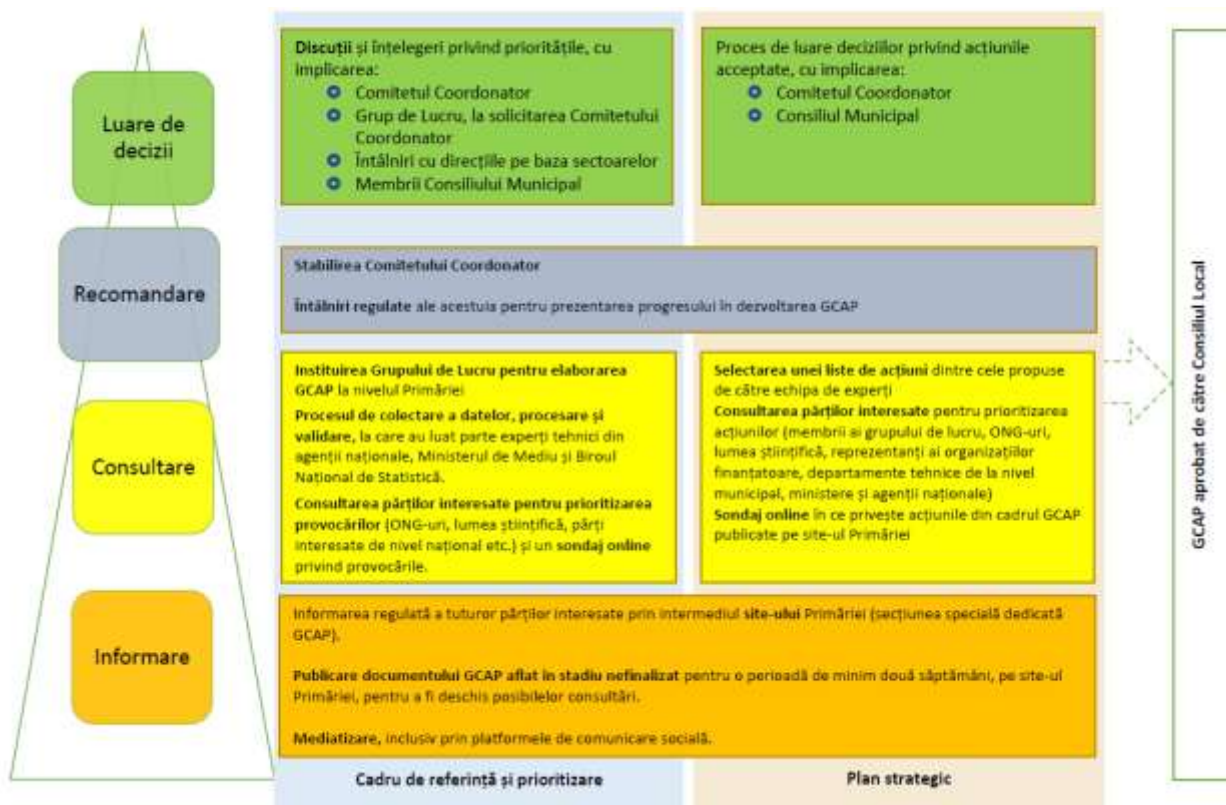 Luare de
decizii
Discuții și înțelegeri privind prioritățile, cu
implicarea:
Comitetul Coordonator
Grup de Lucru, la solicitarea Comitetului
Coordonator
Întâlniri cu direcțiile pe baza sectoarelor
Membrii Consiliului Municipal
Proces de luare deciziilor privind acțiunile
acceptate, cu implicarea:
Comitetul Coordonator
Consiliul Municipal
Recomandare
Stabilirea Comitetului Coordonator
Întâlniri regulate ale acestuia pentru prezentarea progresului în dezvoltarea GCAP
Consultare
Instituirea Grupului de Lucru pentru elaborarea
GCAP la nivelul Primăriei
Procesul de colectare a datelor, procesare și
validare, la care au luat parte experți tehnici din
agenții naționale, Ministerul de Mediu și Biroul
Național de Statistică.
Consultarea părților interesate pentru prioritizarea
provocărilor (ONG-uri, lumea științifică, părți
interesate de nivel național etc.) și un sondaj online
privind provocările.
Selectarea unei liste de acțiuni dintre cele propuse
de către echipa de experți
Consultarea părților interesate pentru prioritizarea
acțiunilor (membrii ai grupului de lucru, ONG-uri,
lumea științifică, reprezentanți ai organizațiilor
finanțatoare, departamente tehnice de la nivel
municipal, ministere și agenții naționale)
Sondaj online în ce privește acțiunile din cadrul GCAP
publicate pe site-ul Primăriei
Informare
Informarea regulată a tuturor părților interesate prin intermediul site-ului Primăriei (secțiunea specială dedicată
GCAP).
Publicare documentului GCAP aflat în stadiu nefinalizat pentru o perioadă de minim două săptămâni, pe site-ul
Primăriei, pentru a fi deschis posibilelor consultări.
Mediatizare, inclusiv prin platformele de comunicare socială.
Cadru de referință și prioritizare
Plan strategic
GCAP aprobat de către Consiliul Local